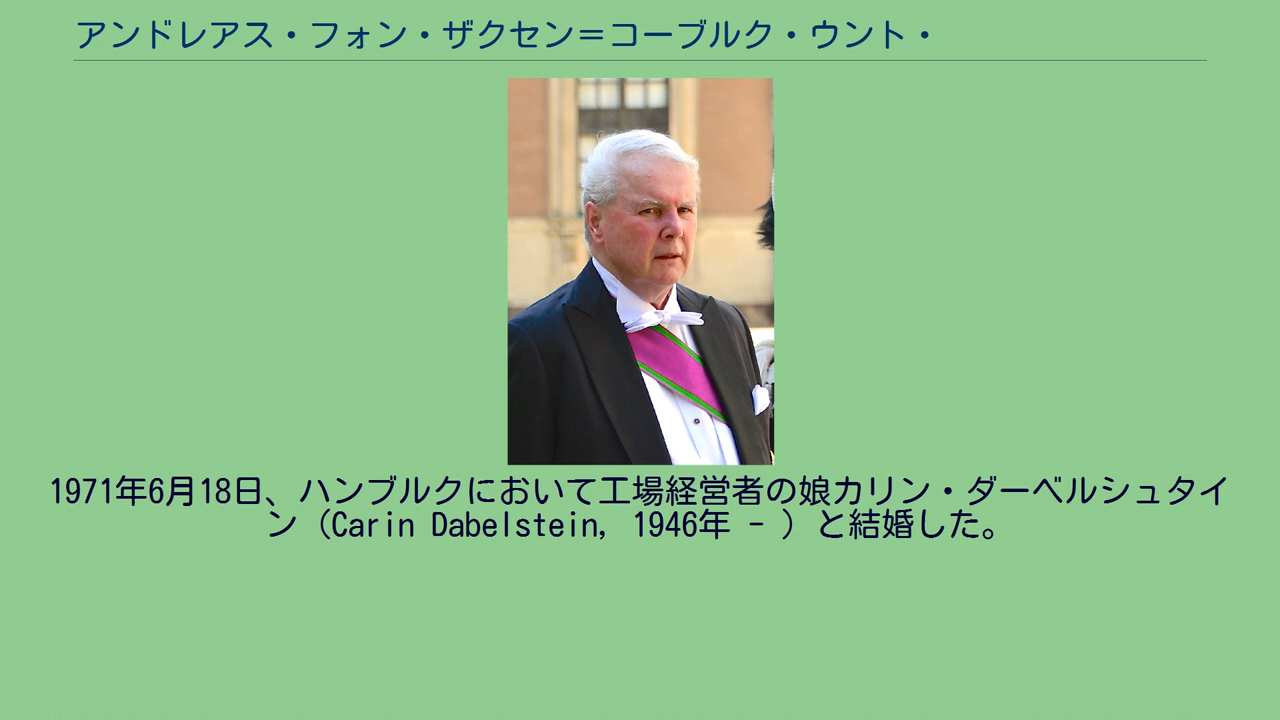 アンドレアス・フォン・ザクセン＝コーブルク・ウント・
1971年6月18日、ハンブルクにおいて工場経営者の娘カリン・ダーベルシュタイ
ン（Carin Dabelstein, 1946年 - ）と結婚した。